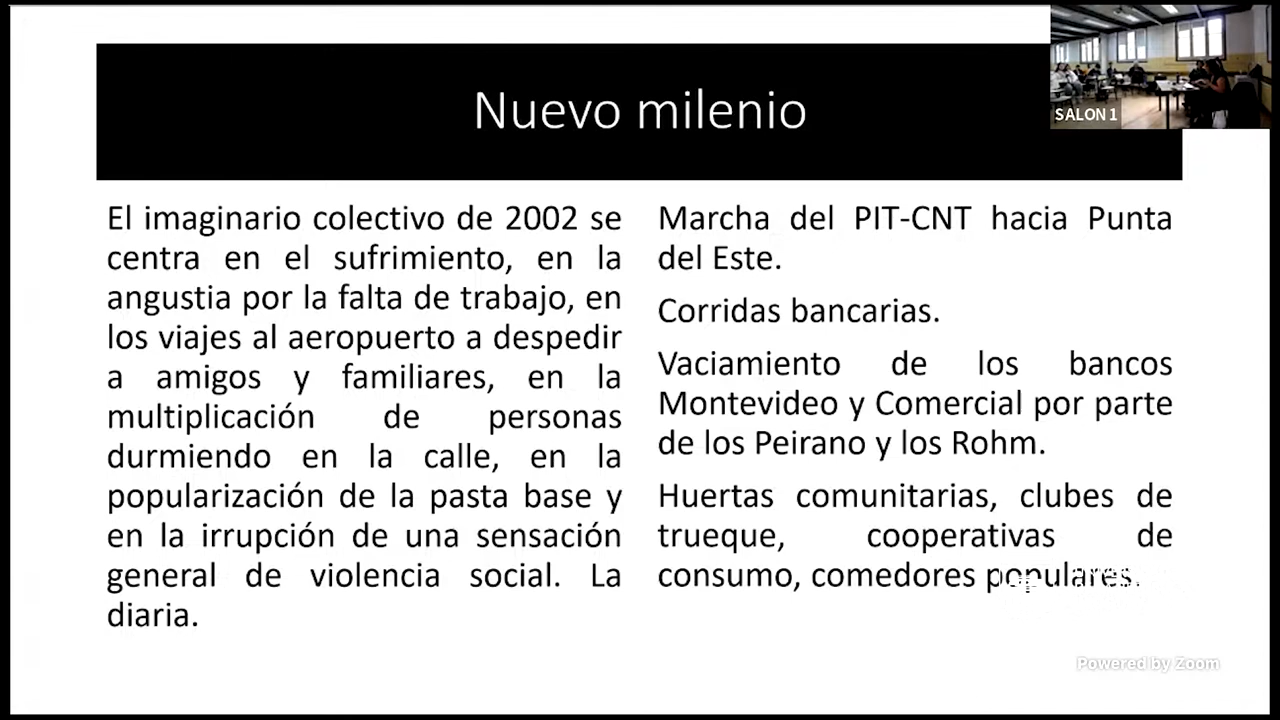 Nuevo milenio
SALON 1
El imaginario colectivo de 2002 se
centra en el sufrimiento, en la
angustia por la falta de trabajo, en
los viajes al aeropuerto a despedir
a amigos y familiares, en la
multiplicación de personas
durmiendo en la calle, en la
popularización de la pasta base y
en la irrupción de una sensación
general de violencia social. La
diaria.
Marcha del PIT-CNT hacia Punta
del Este.
Corridas bancarias.
Vaciamiento de los bancos
Montevideo y Comercial por parte
de los Peirano y los Rohm.
Huertas comunitarias, clubes de
trueque, cooperativas de
consumo, comedores populares.
Powered by Zoom